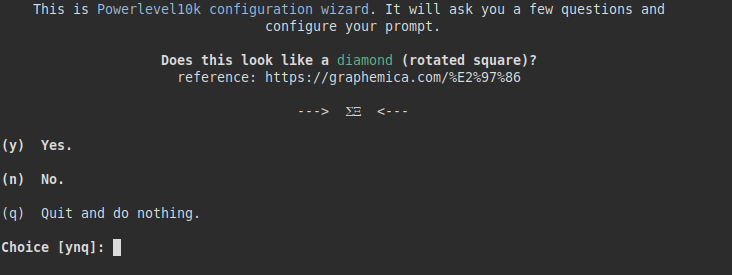 This is Powerlevel10k configuration wizard. It will ask you a few questions and
configure your prompt.
Does this look like a diamond (rotated square)?
reference: https://graphemica.com/%E2%97%86
---> ΣΞ <---
(y) Yes.
(n) No.
(q) Quit and do nothing.
Choice [ynq]: